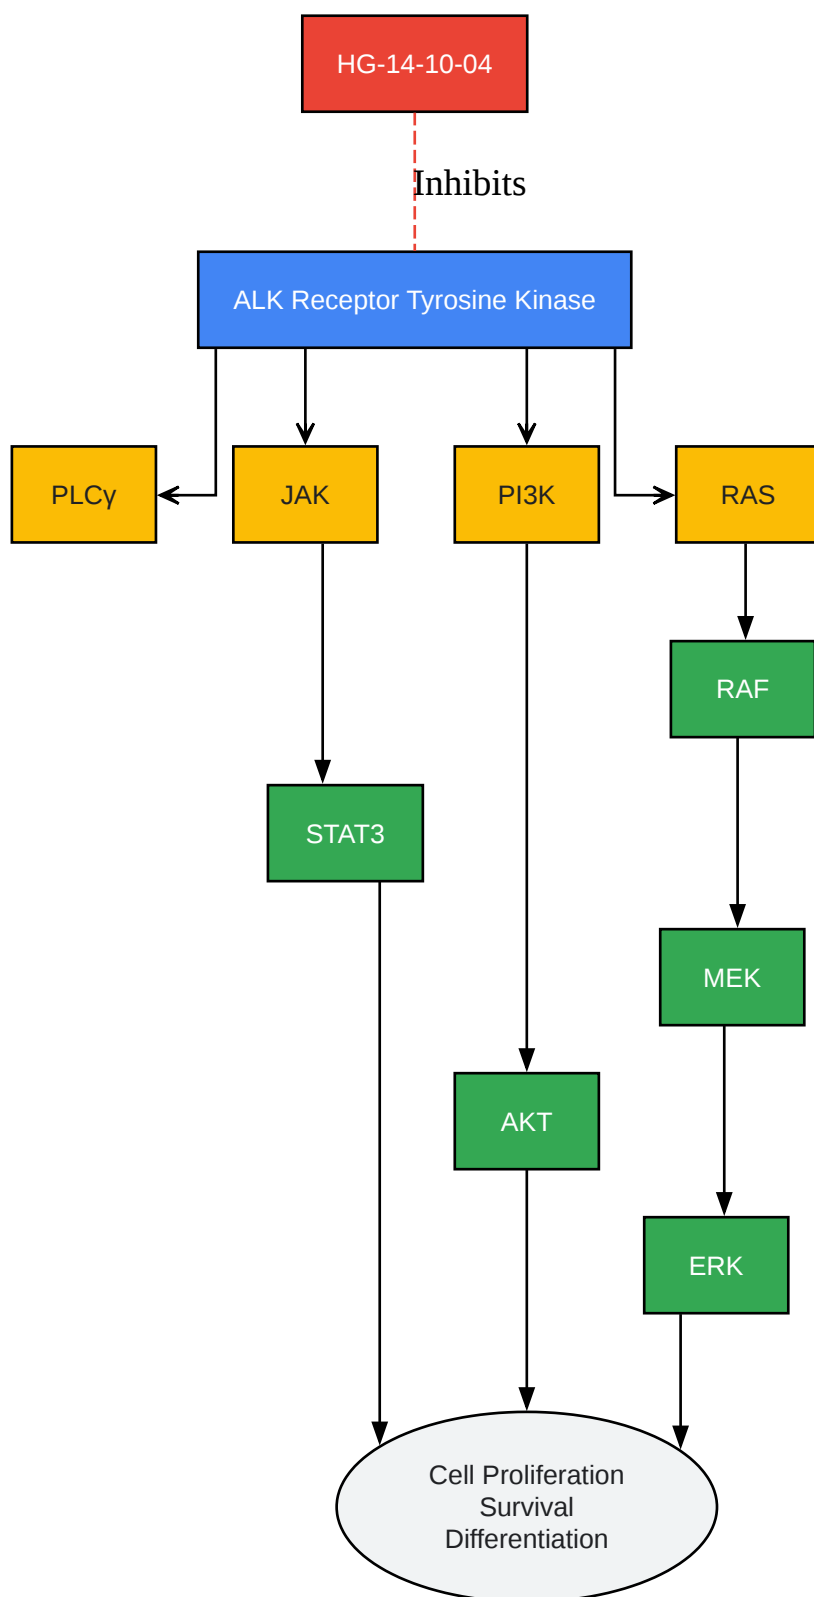 HG-14-10-04
Inhibits
ALK Receptor Tyrosine Kinase
PLCγ
JAK
PI3K
RAS
RAF
STAT3
MEK
AKT
ERK
Cell Proliferation
Survival
Differentiation